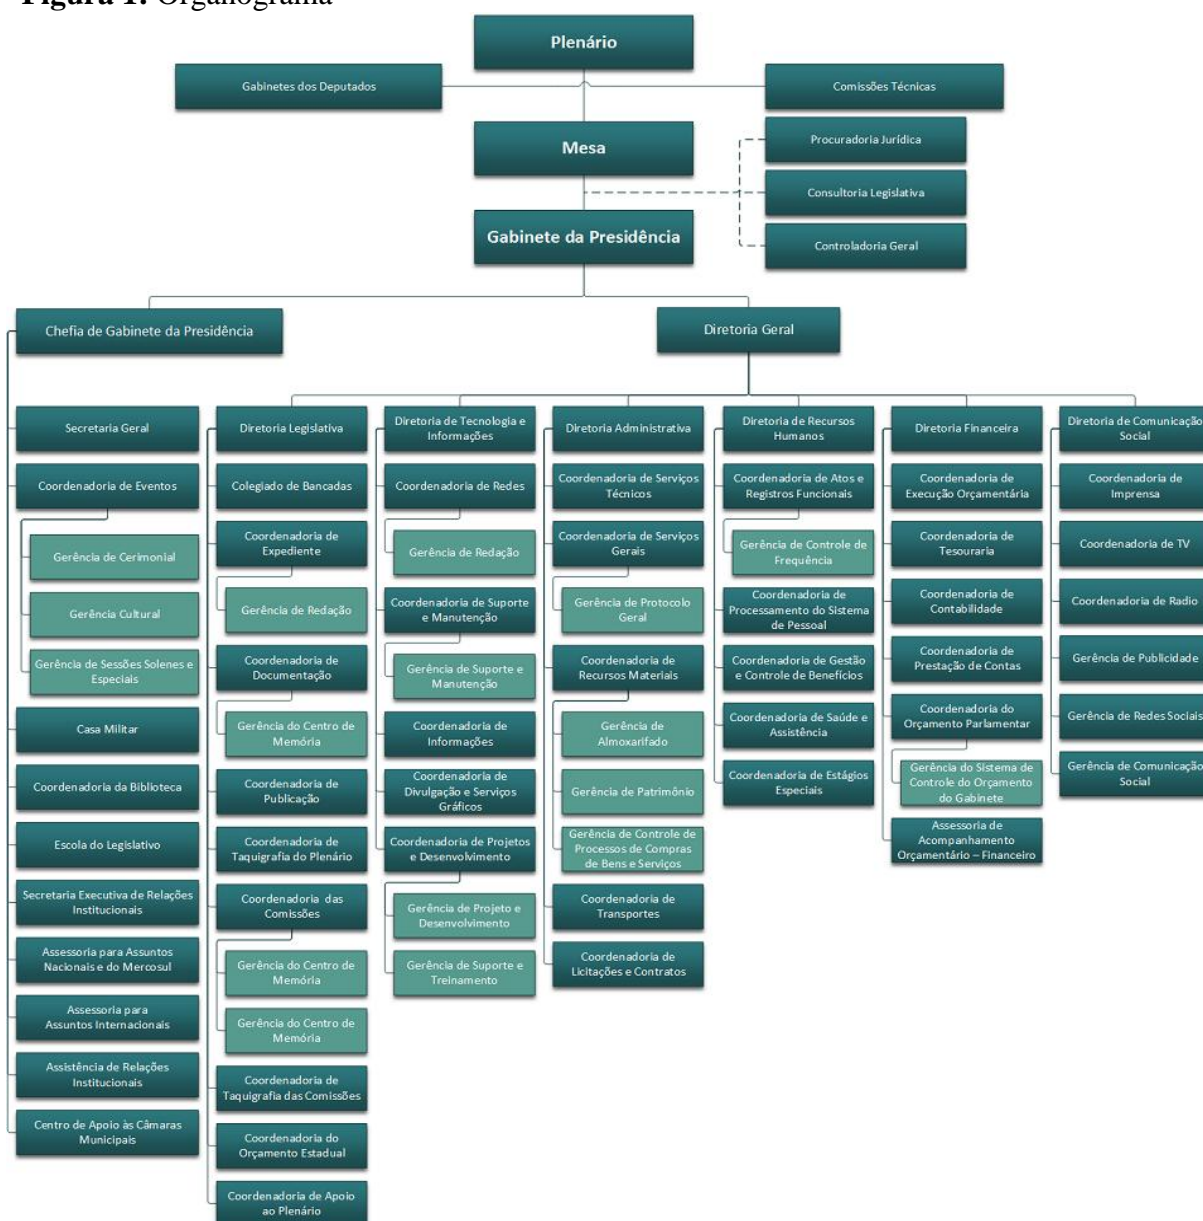 Figura 1: Organograma
Plenário
Gabinetes dos Deputados
Comissões Técnicas
Mesa
Procuradoria Jurídica
Consultoria Legislativa
Controladoria Geral
Gabinete da Presidência
Chefia de Gabinete da Presidência
Diretoria Geral
Secretaria Geral
Coordenadoria de Eventos
Gerência de Cerimonial
Gerência Cultural
Gerência de Sessões Solenes e
Especiais
Casa Militar
Coordenadoria da Biblioteca
Escola do Legislativo
Secretaria Executiva de Relações
Institucionais
Assessoria para Assuntos
Nacionais e do Mercosul
Assessoria para
Assuntos Internacionais
Assistência de Relações
Institucionais
Centro de Apoio às Câmaras
Municipais
Diretoria Legislativa
Colegiado de Bancadas
Coordenadoria de
Expediente
Gerência de Redação
Coordenadoria de
Documentação
Gerência do Centro de
Memória
Coordenadoria de
Publicação
Coordenadoria de
Taquigrafia do Plenário
Coordenadoria das
Comissões
Gerência do Centro de
Memória
Gerência do Centro de
Memória
Coordenadoria de
Taquigrafia das Comissões
Coordenadoria do
Orçamento Estadual
Coordenadoria de Apoio
ao Plenário
Diretoria de Tecnologia e
Informações
Coordenadoria de Redes
Gerência de Redação
Coordenadoria de Suporte
e Manutenção
Gerência de Suporte e
Manutenção
Coordenadoria de
Informações
Coordenadoria de
Divulgação e Serviços
Gráficos
Coordenadoria de Projetos
e Desenvolvimento
Gerência de Projeto e
Desenvolvimento
Gerência de Suporte e
Treinamento
Diretoria Administrativa
Coordenadoria de Serviços
Técnicos
Coordenadoria de Serviços
Gerais
Gerência de Protocolo
Geral
Coordenadoria de
Recursos Materiais
Gerência de
Almoxarifado
Gerência de Patrimônio
Gerência de Controle de
Processos de Compras
de Bens e Serviços
Coordenadoria de
Transportes
Coordenadoria de
Licitações e Contratos
Diretoria de Recursos
Humanos
Coordenadoria de Atos e
Registros Funcionais
Gerência de Controle de
Frequência
Coordenadoria de
Processamento do Sistema
de Pessoal
Coordenadoria de Gestão
e Controle de Benefícios
Coordenadoria de Saúde e
Assistência
Coordenadoria de Estágios
Especiais
Diretoria Financeira
Coordenadoria de
Execução Orçamentária
Coordenadoria de
Tesouraria
Coordenadoria de
Contabilidade
Coordenadoria de
Prestação de Contas
Coordenadoria do
Orçamento Parlamentar
Gerência do Sistema de
Controle do Orçamento
do Gabinete
Assessoria de
Acompanhamento
Orçamentário – Financeiro
Diretoria de Comunicação
Social
Coordenadoria de
Imprensa
Coordenadoria de TV
Coordenadoria de Radio
Gerência de Publicidade
Gerência de Redes Sociais
Gerência de Comunicação
Social